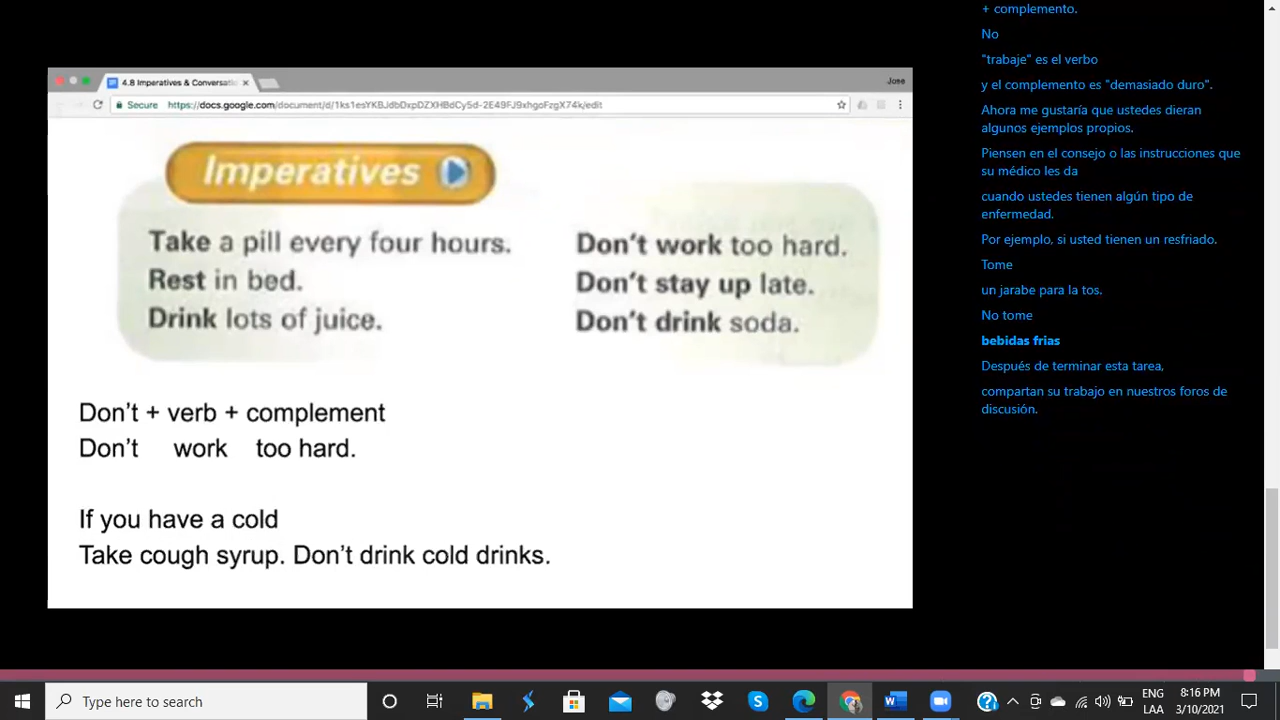 + complemento.
No
"trabaje" es el verbo
y el complemento es "demasiado duro".
Ahora me gustaría que ustedes dieran
algunos ejemplos propios.
Piensen en el consejo o las instrucciones que
su médico les da
cuando ustedes tienen algún tipo de
enfermedad.
Por ejemplo, si usted tienen un resfriado.
Tome
un jarabe para la tos.
No tome
bebidas frias
Después de terminar esta tarea,
compartan su trabajo en nuestros foros de
discusión.
4.8 Imperatives & Conversati
Jose
Secure https://docs.google.com/document/d/1ks1esYKBJdbDxpDZXHBdCy5d-2E49FJ9xhgoFzgX74k/edit
Imperatives
Take a pill every four hours.
Rest in bed.
Drink lots of juice.
Don't work too hard.
Don't stay up late.
Don't drink soda.
Don't + verb + complement
Don't work too hard.
If you have a cold
Take cough syrup. Don't drink cold drinks.
Type here to search
ENG
LAA
8:16 PM
3/10/2021